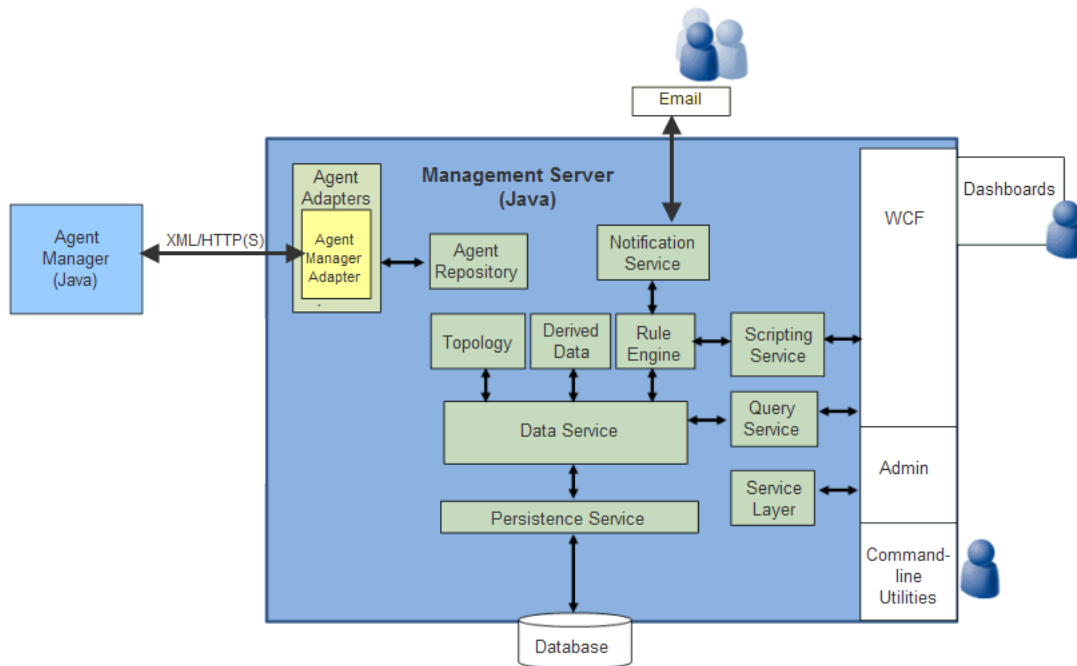 Email
Management Server
(Java)
Agent
Adapters
Agent
Manager
Adapter
Agent
Manager
(Java)
XML/HTTP(S)
Agent
Repository
Notification
Service
WCF
Dashboards
Topology
Derived
Data
Rule
Engine
Scripting
Service
Data Service
Query
Service
Admin
Service
Layer
Persistence Service
Command-
line
Utilities
Database